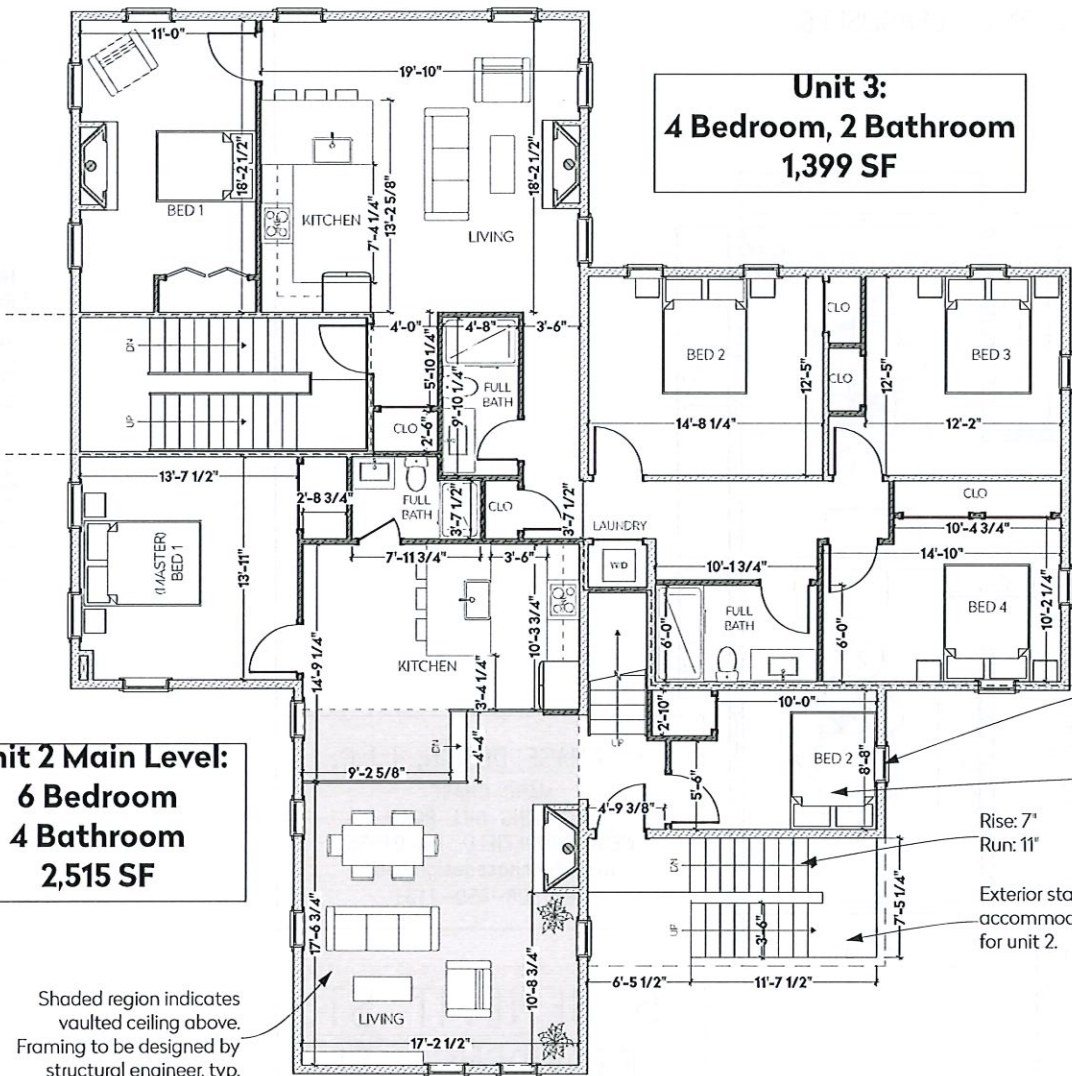 Unit 3:
4 Bedroom, 2 Bathroom
1,399 SF
11'-0"
19'-10"
18'-2 1/2"
BED 1
KITCHEN
7'-4 1/4"
13'-2 5/8"
18'-2 1/2"
LIVING
DN
UP
4'-0"
5'-10 1/4"
4'-8"
3'-6"
9'-10 1/4"
FULL
BATH
CLO
2'-6"
BED 2
12'-5"
14'-8 1/4"
CLO
CLO
BED 3
12'-5"
12'-2"
13'-7 1/2"
2'-8 3/4"
FULL
BATH
3'-7 1/2"
CLO
3'-7 1/2"
LAUNDRY
W/D
CLO
10'-4 3/4"
14'-10"
10'-1 3/4"
(MASTER)
BED 1
13'-11"
7'-11 3/4"
3'-6"
FULL
BATH
6'-0"
6'-0"
BED 4
10'-2 1/4"
14'-9 1/4"
KITCHEN
10'-3 3/4"
3'-4 1/4"
UP
2'-10"
10'-0"
BED 2
8'-8"
5'-6"
4'-9 3/8"
DN
4'-4"
9'-2 5/8"
nit 2 Main Level:
6 Bedroom
4 Bathroom
2,515 SF
17'-6 3/4"
10'-8 3/4"
LIVING
17'-2 1/2"
DN
UP
3'-6"
7'-5 1/4"
6'-5 1/2"
11'-7 1/2"
Rise: 7"
Run: 11"
Exterior sta
accommod
for unit 2.
Shaded region indicates
vaulted ceiling above.
Framing to be designed by
structural engineer, typ.